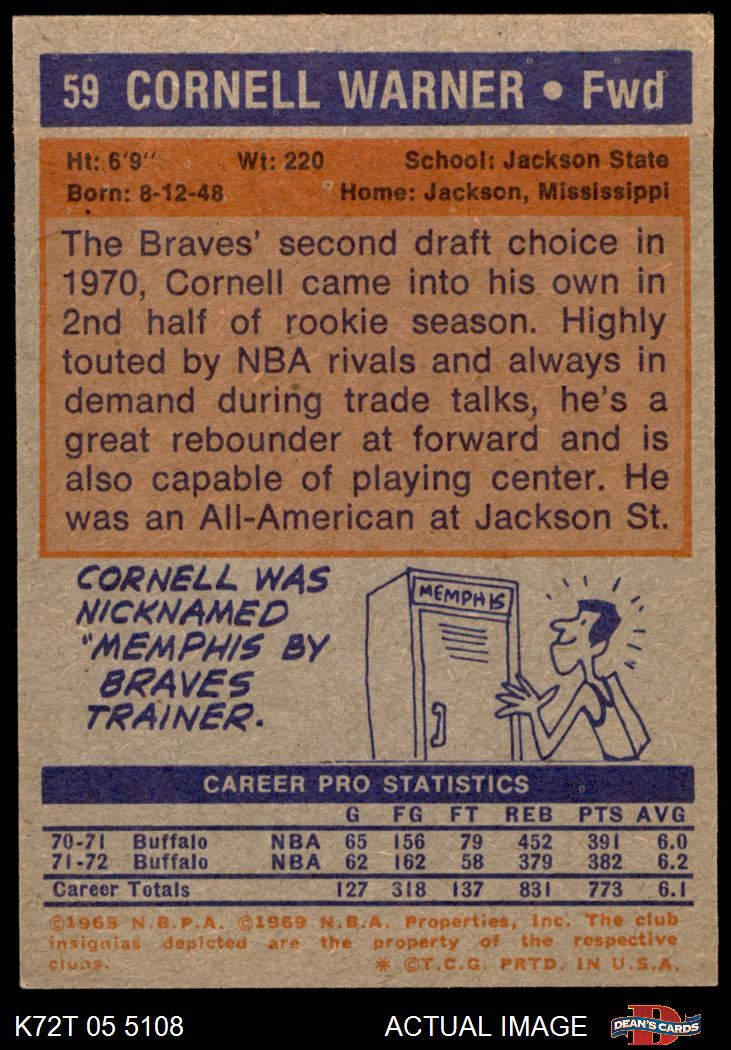 59 CORNELL WARNER • Fwd
Ht: 6'9" Wt: 220 School: Jackson State
Born: 8-12-48 Home: Jackson, Mississippi
The Braves' second draft choice in
1970, Cornell came into his own in
2nd half of rookie season. Highly
touted by NBA rivals and always in
demand during trade talks, he's a
great rebounder at forward and is
also capable of playing center. He
was an All-American at Jackson St.
CORNELL WAS
NICKNAMED
"MEMPHIS BY
BRAVES
TRAINER.
MEMPHIS
CAREER PRO STATISTICS
G FG FT REB PTS AVG
70-71 Buffalo NBA 65 156 79 452 391 6.0
71-72 Buffalo NBA 62 162 58 379 382 6.2
Career Totals 127 318 137 831 773 6.1
©1969 N.B.P.A. ©1969 N.B.A. Properties, Inc. The club
insignias depicted are the property of the respective
clubs. * ©T.C.G. PRTD. IN U.S.A.
K72T 05 5108 ACTUAL IMAGE
D
DEAN'S CARDS